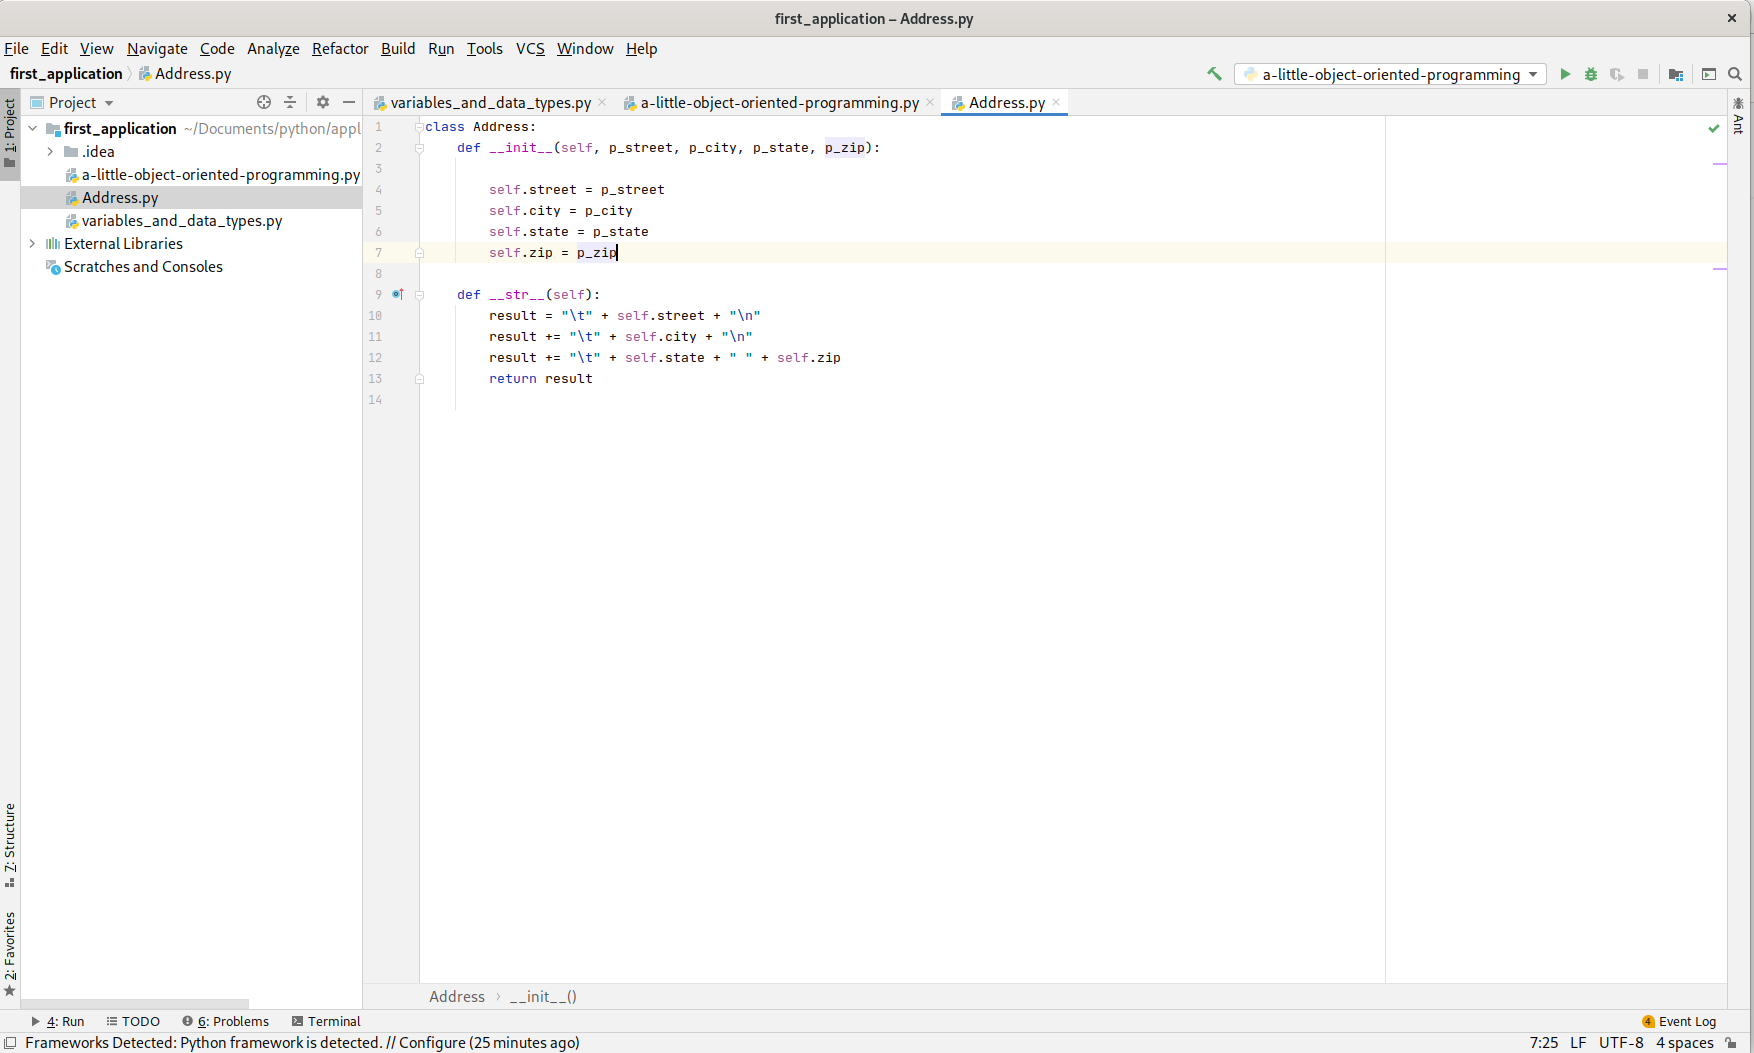 first_application – Address.py
File Edit View Navigate Code Analyze Refactor Build Run Tools VCS Window Help
first_application Address.py
a-little-object-oriented-programming
1: Project
Project
variables_and_data_types.py
a-little-object-oriented-programming.py
Address.py
Ant
first_application ~/Documents/python/appl
.idea
a-little-object-oriented-programming.py
Address.py
variables_and_data_types.py
External Libraries
Scratches and Consoles
1 class Address:
2 def __init__(self, p_street, p_city, p_state, p_zip):
3
4 self.street = p_street
5 self.city = p_city
6 self.state = p_state
7 self.zip = p_zip
8
9 def __str__(self):
10 result = "\t" + self.street + "\n"
11 result += "\t" + self.city + "\n"
12 result += "\t" + self.state + " " + self.zip
13 return result
14
7: Structure
2: Favorites
Address __init__()
4: Run TODO 6: Problems Terminal
4 Event Log
Frameworks Detected: Python framework is detected. // Configure (25 minutes ago)
7:25 LF UTF-8 4 spaces